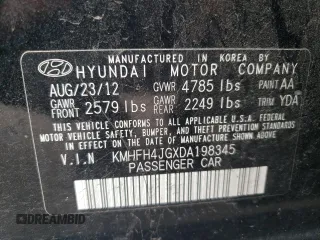 MANUFACTURED IN KOREA BY
HYUNDAI MOTOR COMPANY
AUG/23/12 GVWR 4785 lbs PAINT AA
GAWR FRONT 2579 lbs GAWR REAR 2249 lbs TRIM YDA
THIS VEHICLE CONFORMS TO ALL APPLICABLE FEDERAL MOTOR
VEHICLE SAFETY, BUMPER, AND THEFT PREVENTION STANDARDS
IN EFFECT ON THE DATE OF MANUFACTURE SHOWN ABOVE.
V.I.N KMHFH4JGXDA198345
PASSENGER CAR
DREAMBID